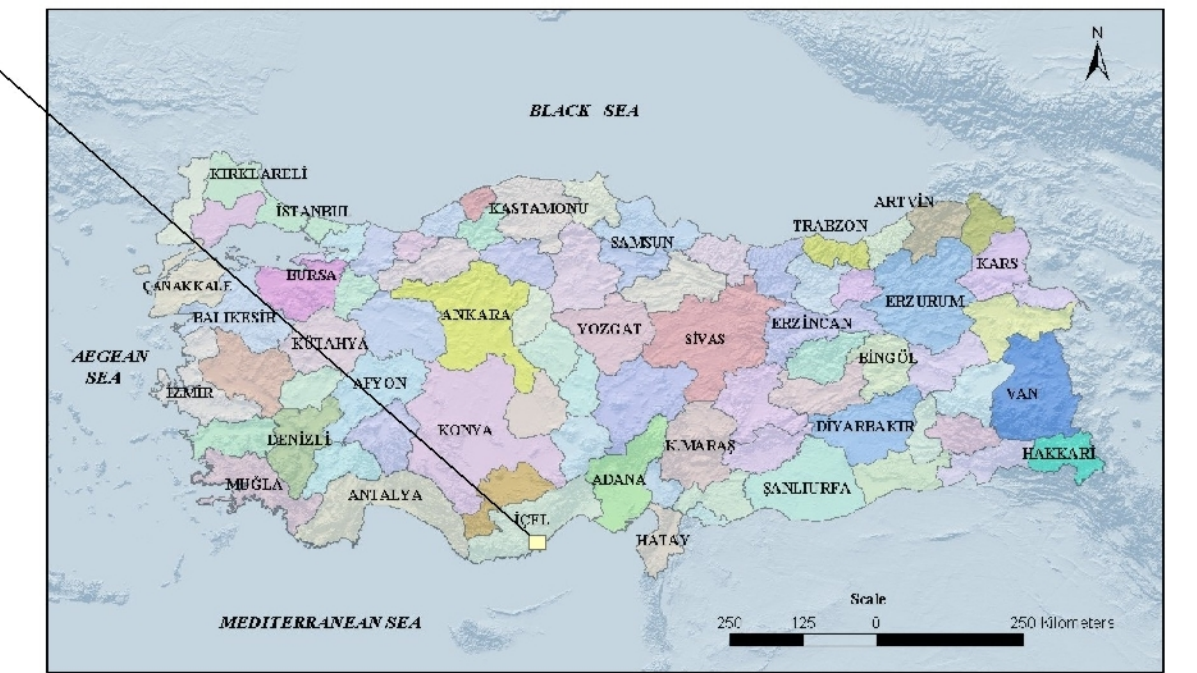 N
BLACK SEA
KIRKLARELİ
İSTANBUL
KASTAMONU
SAMSUN
TRABZON
ARTVİN
KARS
ÇANAKKALE
BURSA
BALIKESİR
KÜTAHYA
ANKARA
YOZGAT
SİVAS
ERZİNCAN
ERZURUM
BİNGÖL
AEGEAN
SEA
İZMİR
AFYON
VAN
DENİZLİ
KONYA
K.MARAŞ
DİYARBAKIR
HAKKARİ
MUĞLA
ANTALYA
İÇEL
ADANA
ŞANLIURFA
HATAY
MEDITERRANEAN SEA
Scale
250 125 0 250 Kilometers